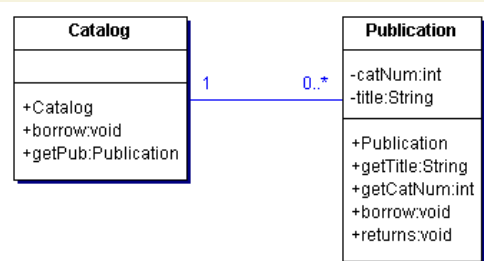 Catalog
+Catalog
+borrow:void
+getPub:Publication
1
0..*
Publication
-catNum:int
-title:String
+Publication
+getTitle:String
+getCatNum:int
+borrow:void
+returns:void